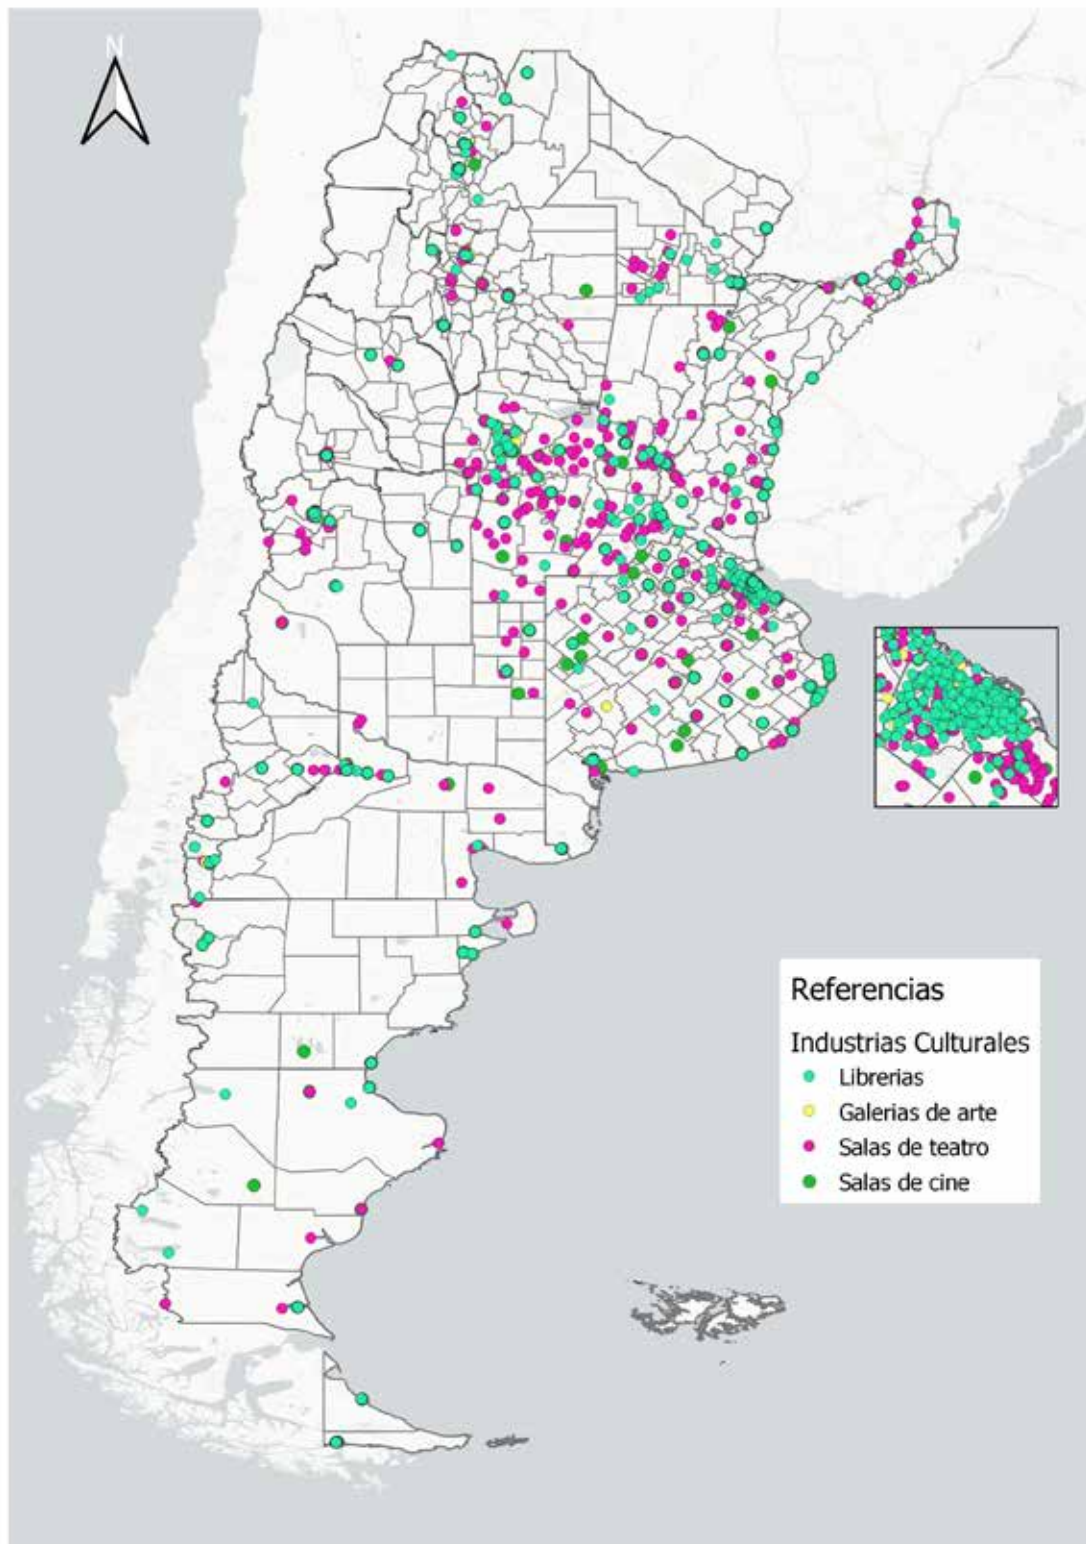 N
Referencias
Industrias Culturales
Librerias
Galerias de arte
Salas de teatro
Salas de cine